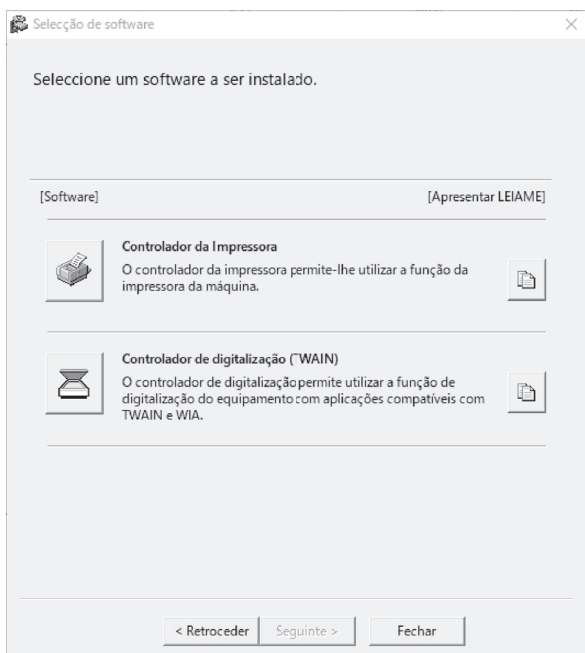 Selecção de software
Seleccione um software a ser instalado.
[Software] [Apresentar LEIAME]
Controlador da Impressora
O controlador da impressora permite-lhe utilizar a função da
impressora da máquina.
Controlador de digitalização (TWAIN)
O controlador de digitalização permite utilizar a função de
digitalização do equipamento com aplicações compatíveis com
TWAIN e WIA.
< Retroceder Seguinte > Fechar